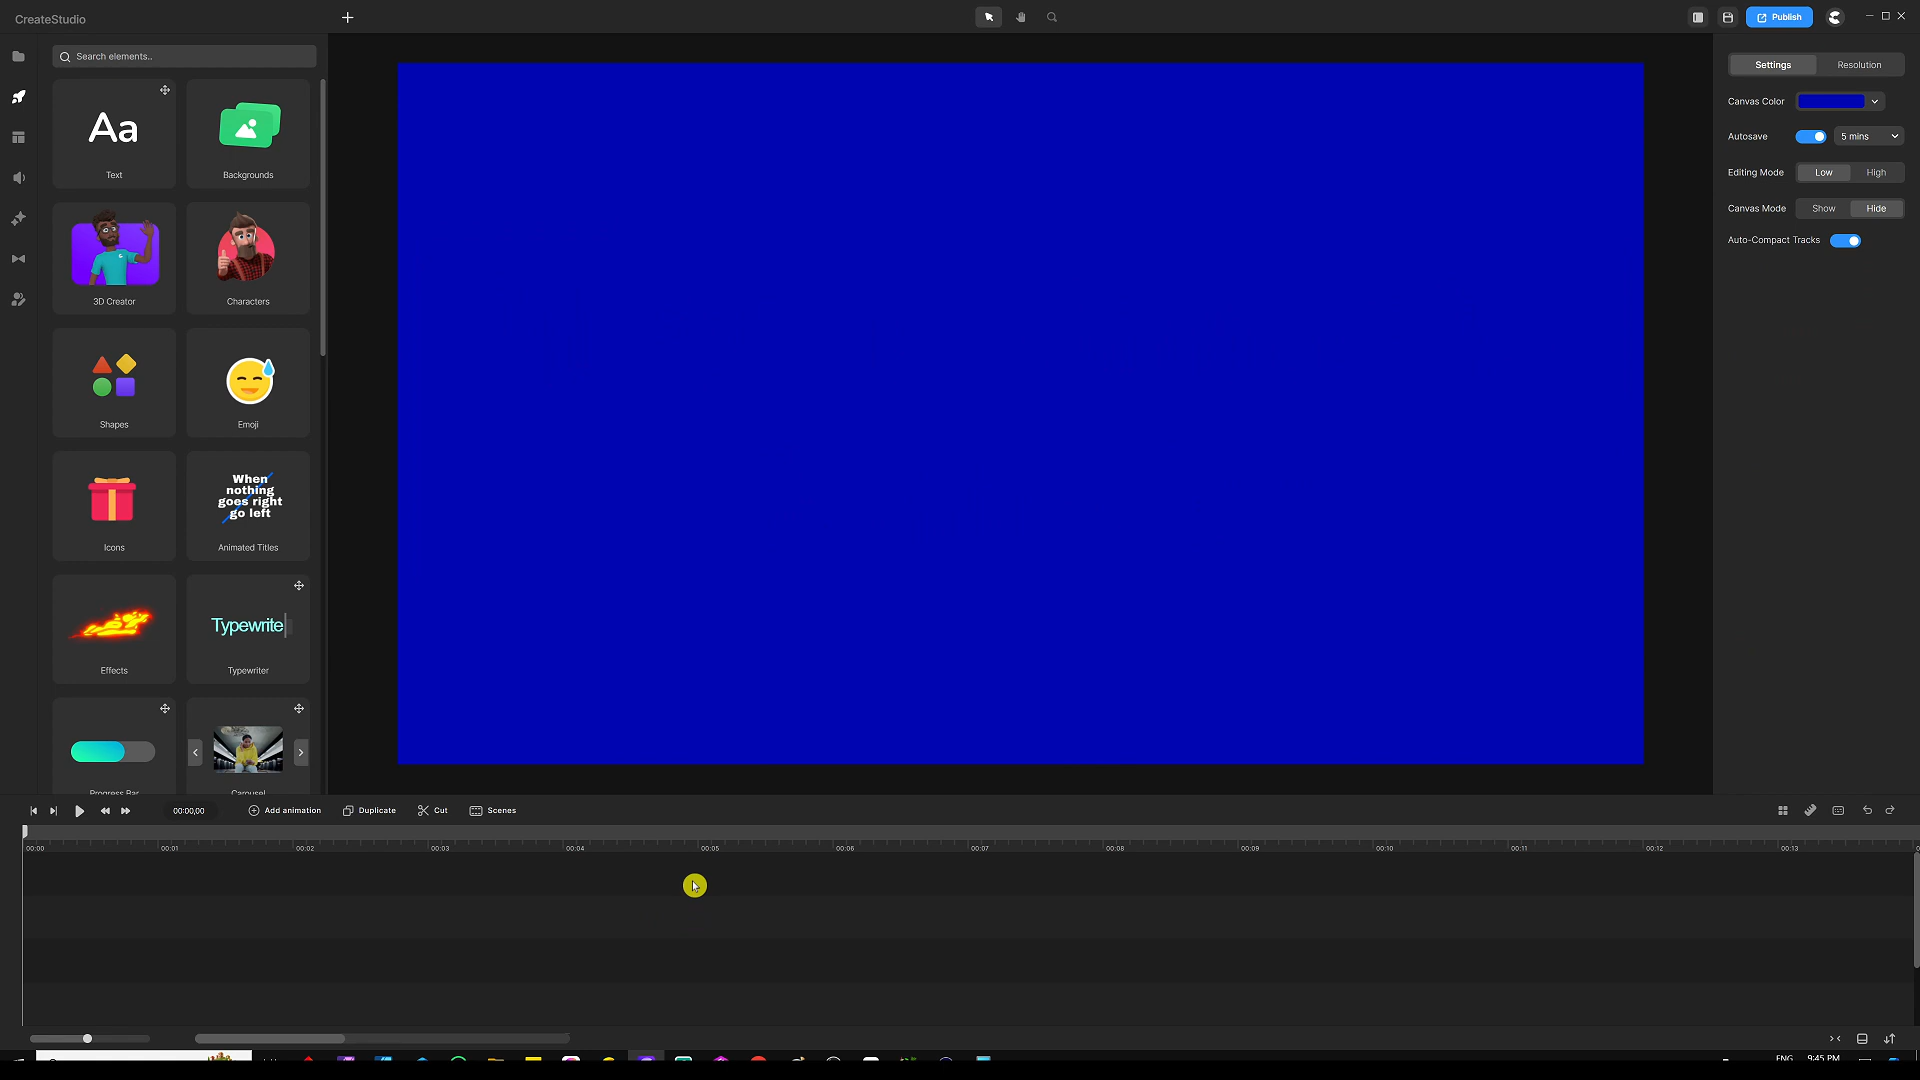 CreateStudio
Publish
Search elements..
Settings
Resolution
Aa
Text
Backgrounds
Canvas Color
Autosave
5 mins
Editing Mode
Low
High
Canvas Mode
Show
Hide
Auto-Compact Tracks
3D Creator
Characters
Shapes
Emoji
When
nothing
goes right
go left
Icons
Animated Titles
Typewrite
Effects
Typewriter
Progress Bar
Carousel
00:00,00
Add animation
Duplicate
Cut
Scenes
00:00
00:01
00:02
00:03
00:04
00:05
00:06
00:07
00:08
00:09
00:10
00:11
00:12
00:13
ENG
9:45 PM